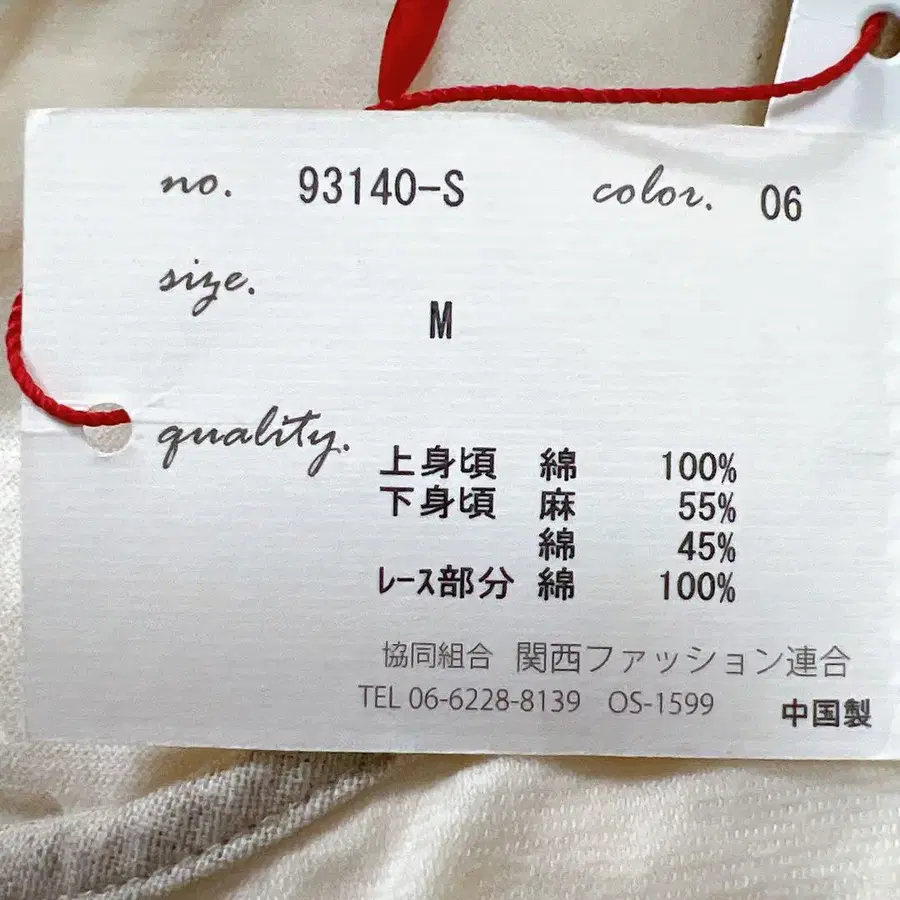 no. 93140-S color. 06
size.
M
quality.
上身頃 綿 100%
下身頃 麻 55%
綿 45%
レース部分 綿 100%
協同組合 関西ファッション連合
TEL 06-6228-8139 OS-1599
中国製